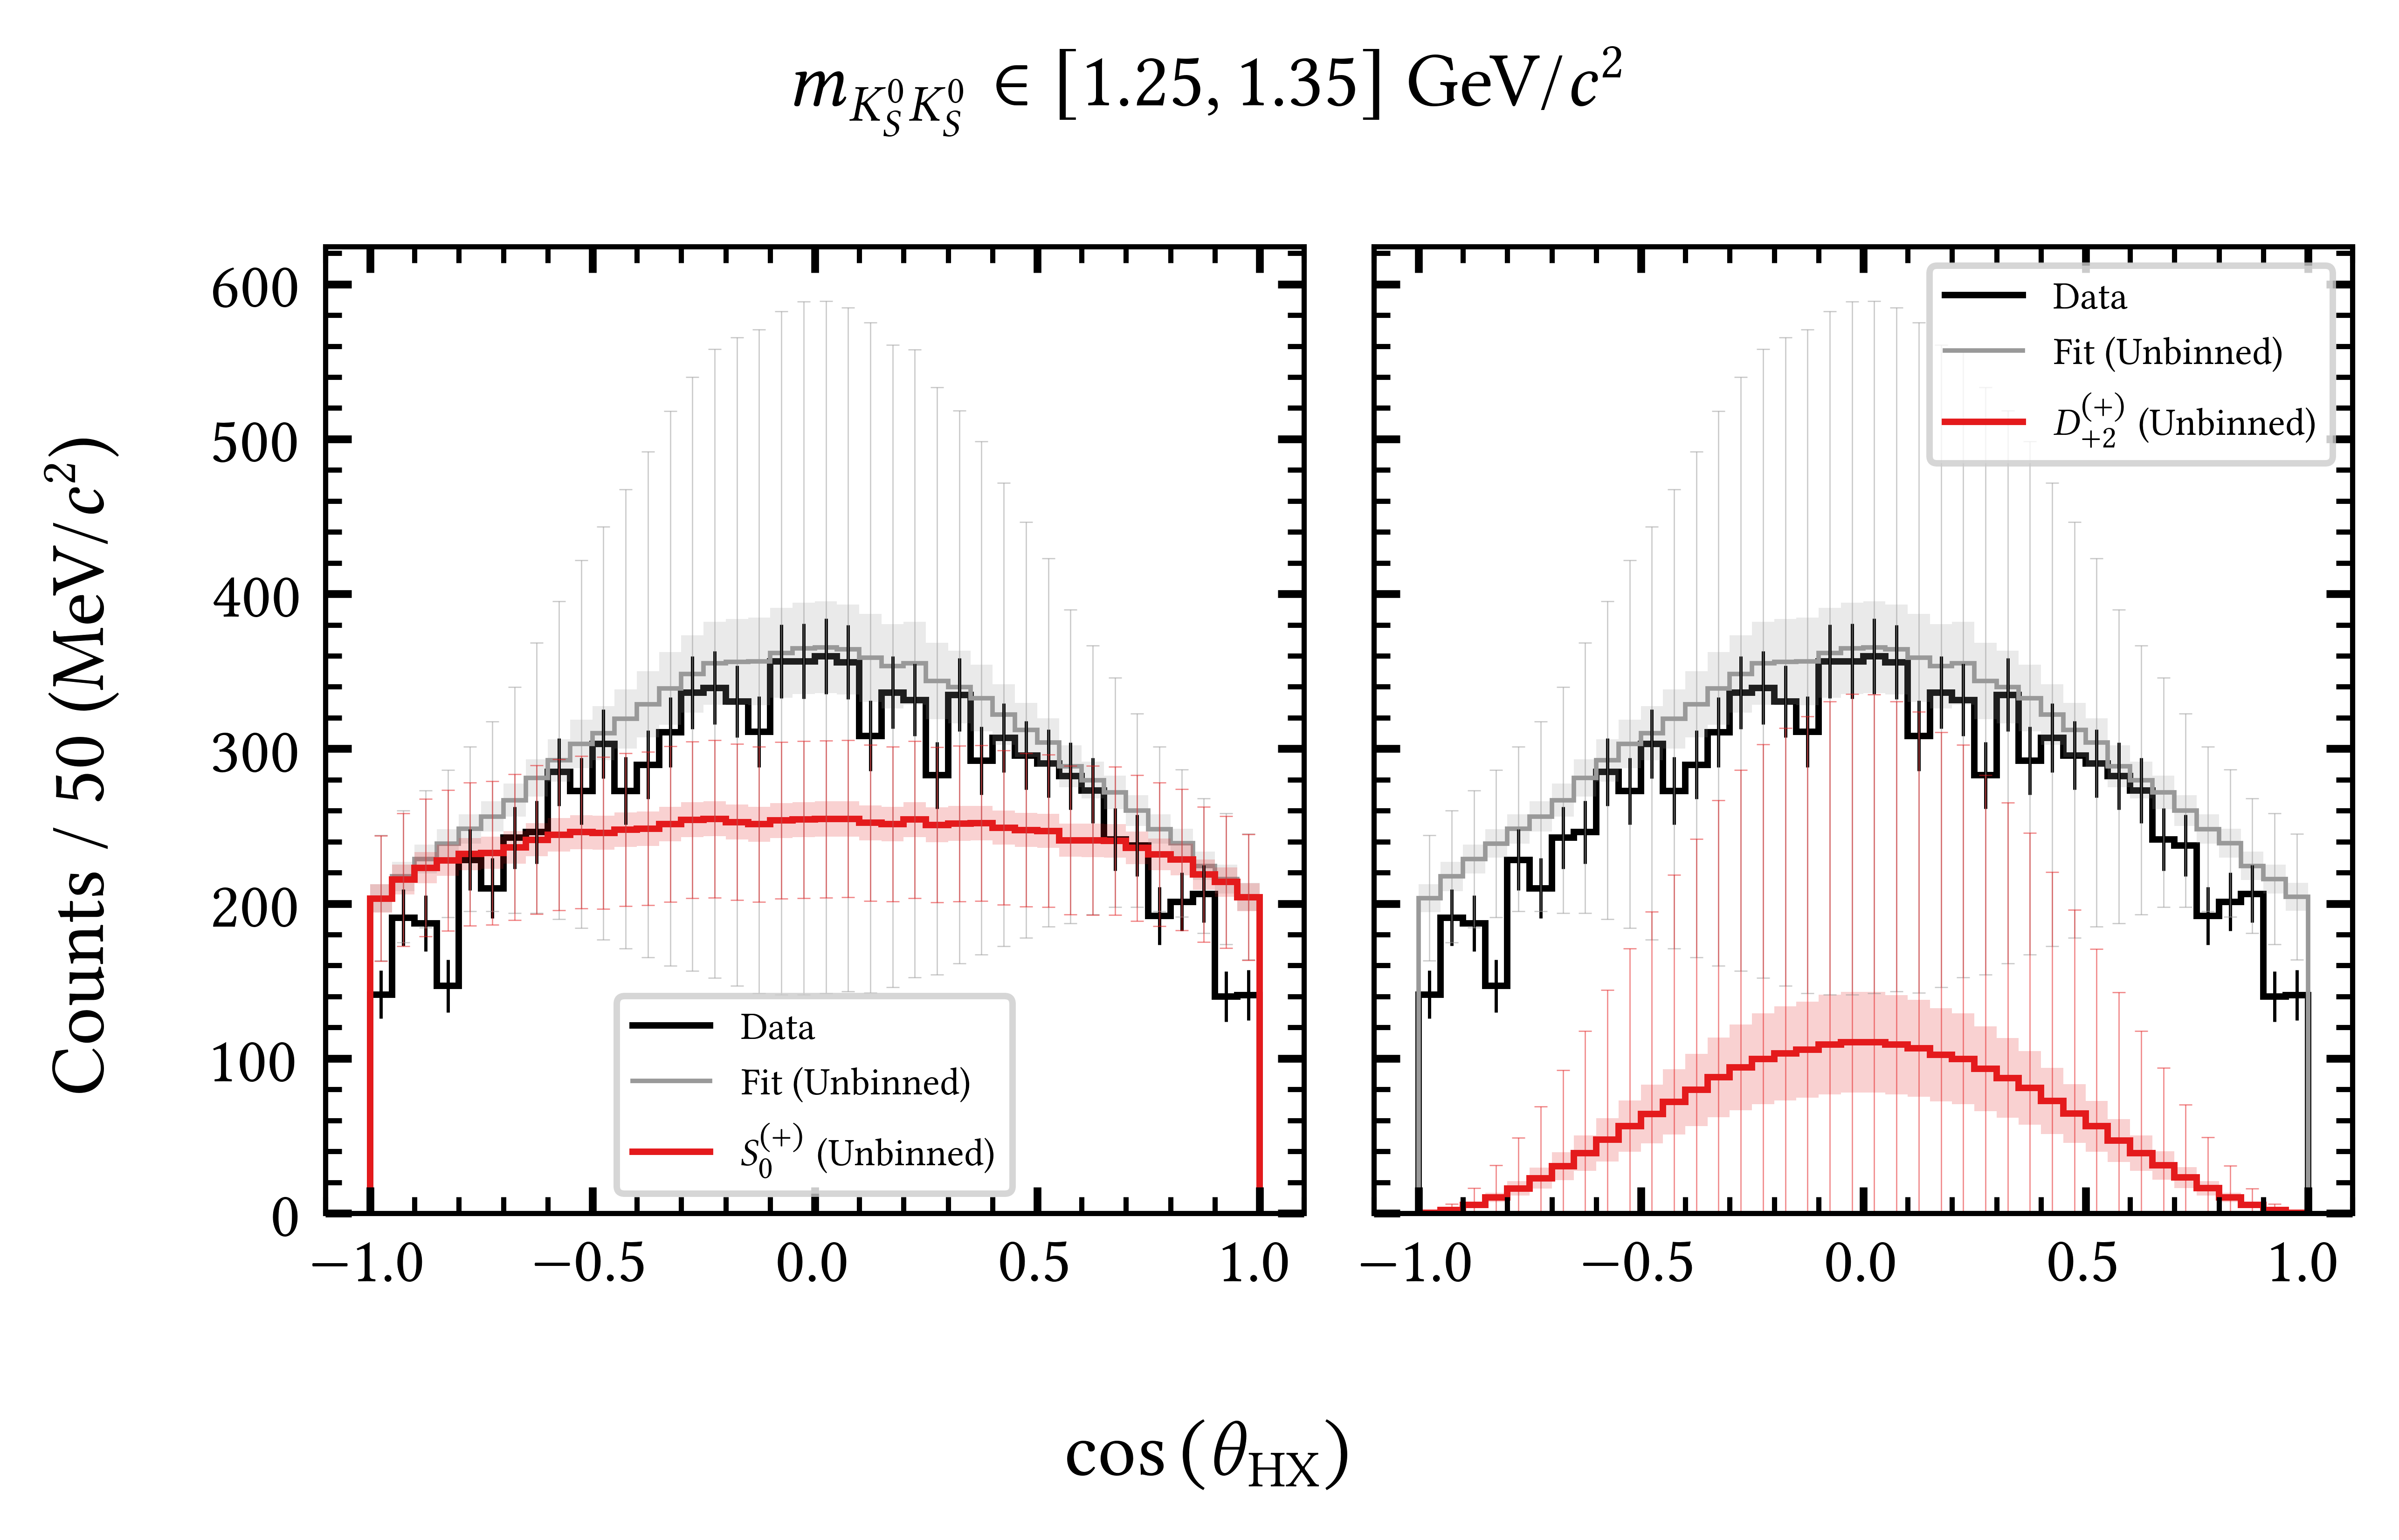 m_{K_S^0 K_S^0} ∈ [1.25, 1.35] GeV/c²
Counts / 50 (MeV/c²)
600
500
400
300
200
100
0
Data
Fit (Unbinned)
S_0^{(+)} (Unbinned)
−1.0 −0.5 0.0 0.5 1.0
Data
Fit (Unbinned)
D_{+2}^{(+)} (Unbinned)
−1.0 −0.5 0.0 0.5 1.0
cos (θ_HX)